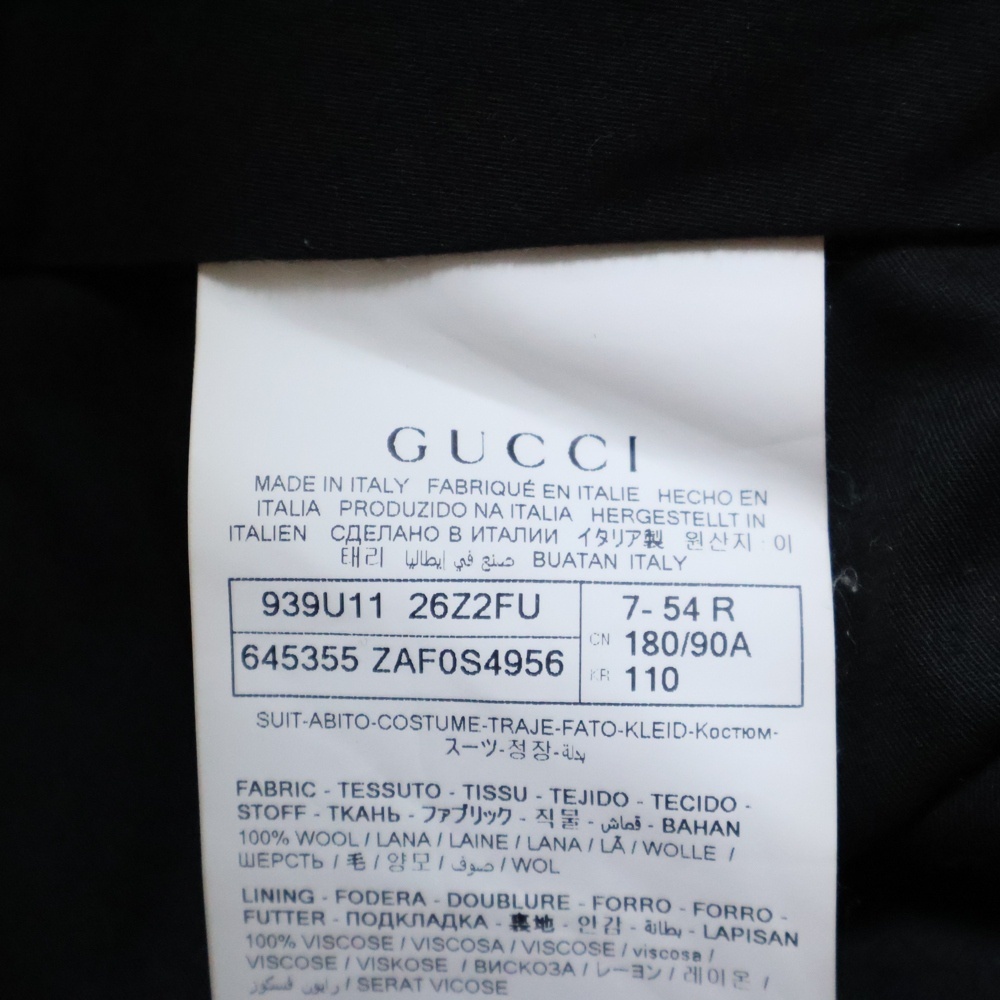 GUCCI
MADE IN ITALY FABRIQUÉ EN ITALIE HECHO EN
ITALIA PRODUZIDO NA ITALIA HERGESTELLT IN
ITALIEN СДЕЛАНО В ИТАЛИИ イタリア製 원산지 · 이
태리 صنع في إيطاليا BUATAN ITALY
939U11 26Z2FU
645355 ZAF0S4956
7- 54 R
CN 180/90A
KR 110
SUIT-ABITO-COSTUME-TRAJE-FATO-KLEID-Костюм-
スーツ-정장-بدلة
FABRIC - TESSUTO - TISSU - TEJIDO - TECIDO -
STOFF - ТКАНЬ - ファブリック - 직물 - قماش - BAHAN
100% WOOL / LANA / LAINE / LANA / LÃ / WOLLE /
ШЕРСТЬ / 毛 / 양모 / صوف / WOL
LINING - FODERA - DOUBLURE - FORRO - FORRO -
FUTTER - ПОДКЛАДКА - 裏地 - 안감 - بطانة - LAPISAN
100% VISCOSE / VISCOSA / VISCOSE / viscosa /
VISCOSE / VISKOSE / ВИСКОЗА / レーヨン / 레이온 /
رايون فسكوز / SERAT VICOSE